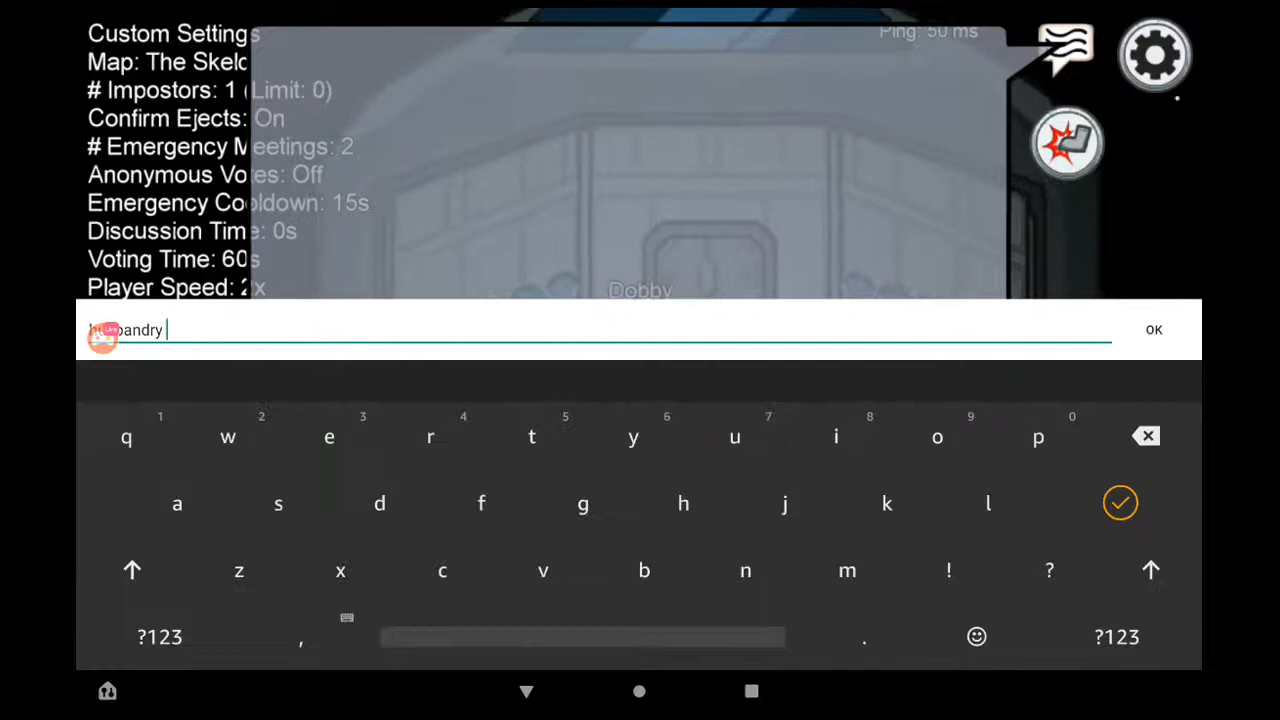 Custom Settings
Map: The Skeld
# Impostors: 1 (Limit: 0)
Confirm Ejects: On
# Emergency Meetings: 2
Anonymous Votes: Off
Emergency Cooldown: 15s
Discussion Time: 0s
Voting Time: 60s
Player Speed: 2x
Ping: 50 ms
Dobby
Live
OK
1 2 3 4 5 6 7 8 9 0
q w e r t y u i o p
a s d f g h j k l
z x c v b n m ! ?
?123 , . ?123